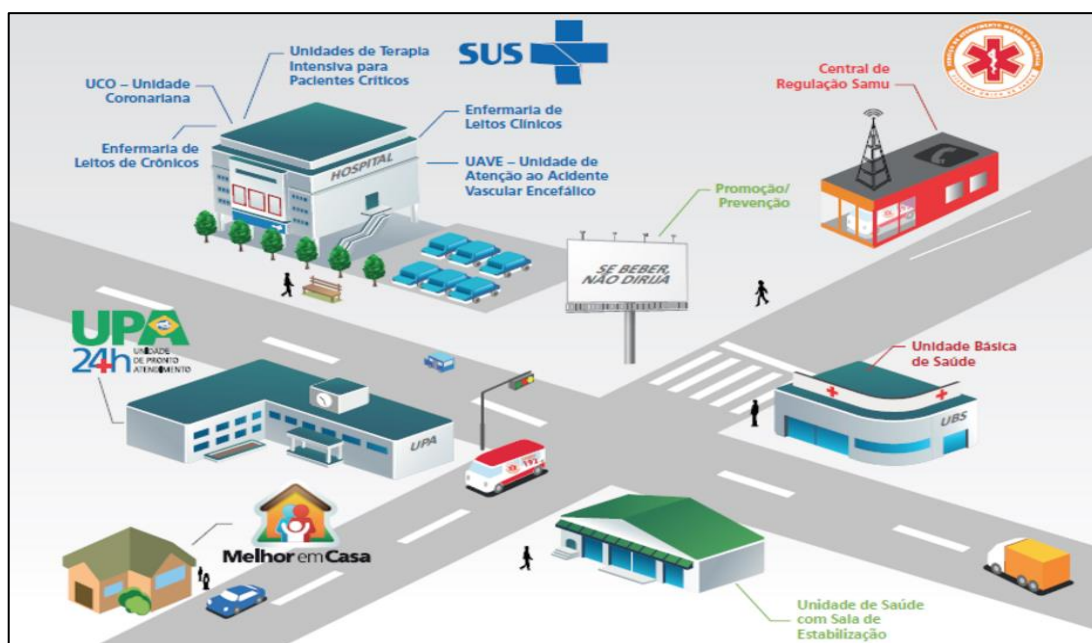 SUS
Unidades de Terapia
Intensiva para
Pacientes Críticos
UCO – Unidade
Coronariana
Enfermaria de
Leitos de Crônicos
Enfermaria de
Leitos Clínicos
UAVE – Unidade de
Atenção ao Acidente
Vascular Encefálico
HOSPITAL
Central de
Regulação Samu
Promoção/
Prevenção
SE BEBER,
NÃO DIRIJA
UPA
24h
UNIDADE
DE PRONTO
ATENDIMENTO
UPA
192
Unidade Básica
de Saúde
UBS
Melhor em Casa
Unidade de Saúde
com Sala de
Estabilização